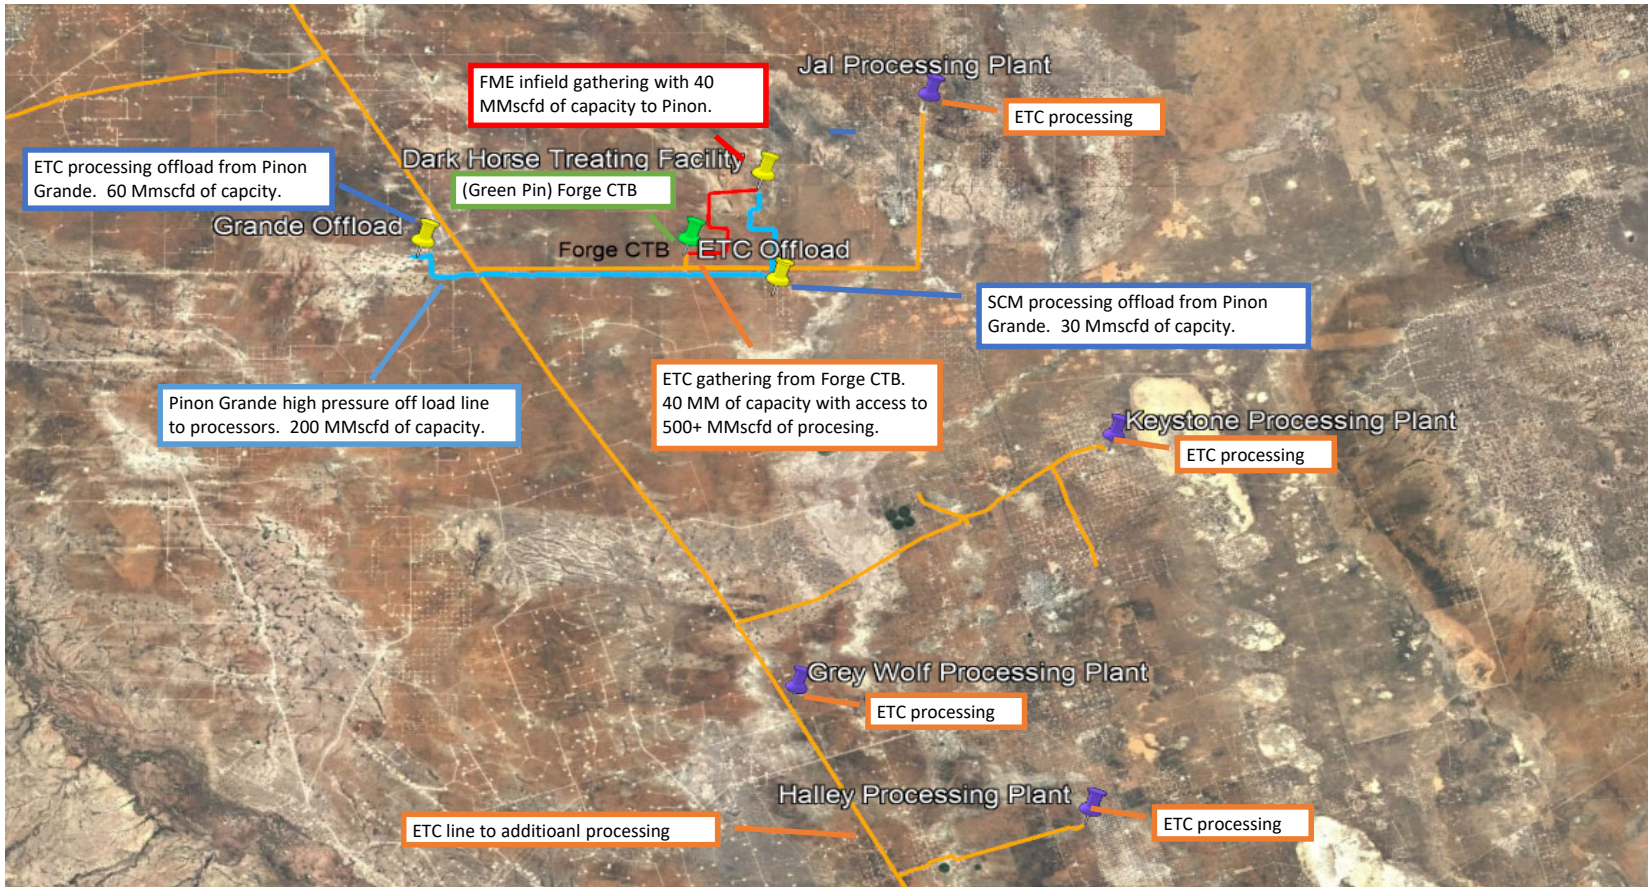 Jal Processing Plant
FME infield gathering with 40
MMscfd of capacity to Pinon.
ETC processing
Dark Horse Treating Facility
ETC processing offload from Pinon
Grande.  60 Mmscfd of capcity.
(Green Pin) Forge CTB
Grande Offload
Forge CTB
ETC Offload
SCM processing offload from Pinon
Grande.  30 Mmscfd of capcity.
Pinon Grande high pressure off load line
to processors.  200 MMscfd of capacity.
ETC gathering from Forge CTB.
40 MM of capacity with access to
500+ MMscfd of procesing.
Keystone Processing Plant
ETC processing
Grey Wolf Processing Plant
ETC processing
Halley Processing Plant
ETC line to additioanl processing
ETC processing